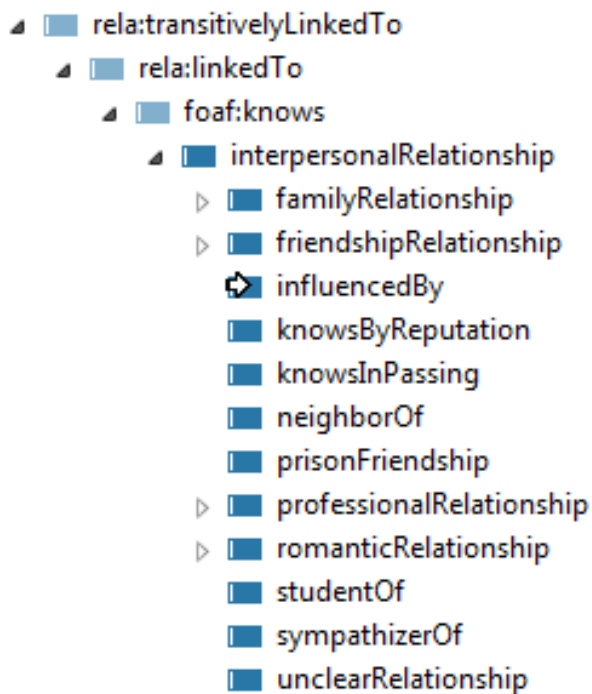 rela:transitivelyLinkedTo
rela:linkedTo
foaf:knows
interpersonalRelationship
familyRelationship
friendshipRelationship
influencedBy
knowsByReputation
knowsInPassing
neighborOf
prisonFriendship
professionalRelationship
romanticRelationship
studentOf
sympathizerOf
unclearRelationship